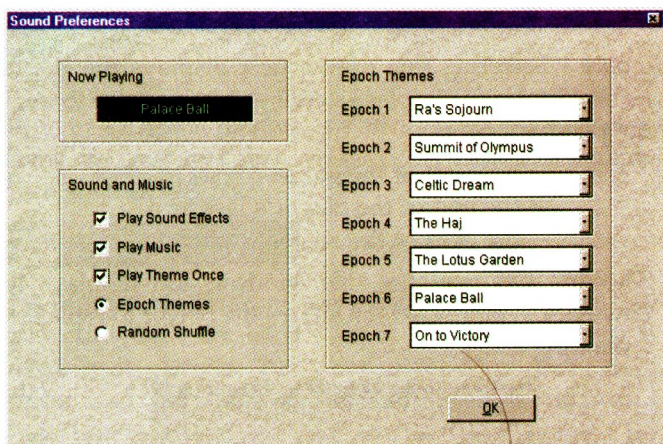 Sound Preferences
Now Playing
Palace Ball
Sound and Music
Play Sound Effects
Play Music
Play Theme Once
Epoch Themes
Random Shuffle
Epoch Themes
Epoch 1 Ra's Sojourn
Epoch 2 Summit of Olympus
Epoch 3 Celtic Dream
Epoch 4 The Haj
Epoch 5 The Lotus Garden
Epoch 6 Palace Ball
Epoch 7 On to Victory
OK